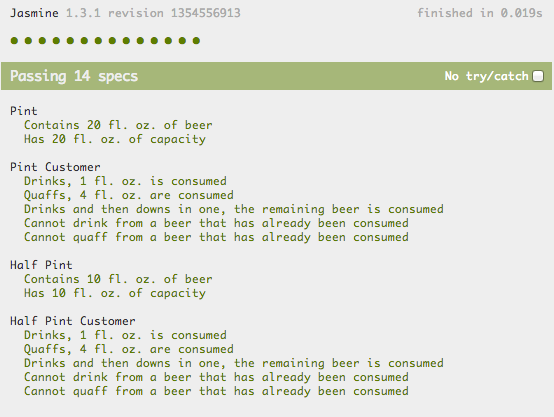 Jasmine 1.3.1 revision 1354556913 finished in 0.019s
Passing 14 specs No try/catch
Pint
Contains 20 fl. oz. of beer
Has 20 fl. oz. of capacity
Pint Customer
Drinks, 1 fl. oz. is consumed
Quaffs, 4 fl. oz. are consumed
Drinks and then downs in one, the remaining beer is consumed
Cannot drink from a beer that has already been consumed
Cannot quaff from a beer that has already been consumed
Half Pint
Contains 10 fl. oz. of beer
Has 10 fl. oz. of capacity
Half Pint Customer
Drinks, 1 fl. oz. is consumed
Quaffs, 4 fl. oz. are consumed
Drinks and then downs in one, the remaining beer is consumed
Cannot drink from a beer that has already been consumed
Cannot quaff from a beer that has already been consumed